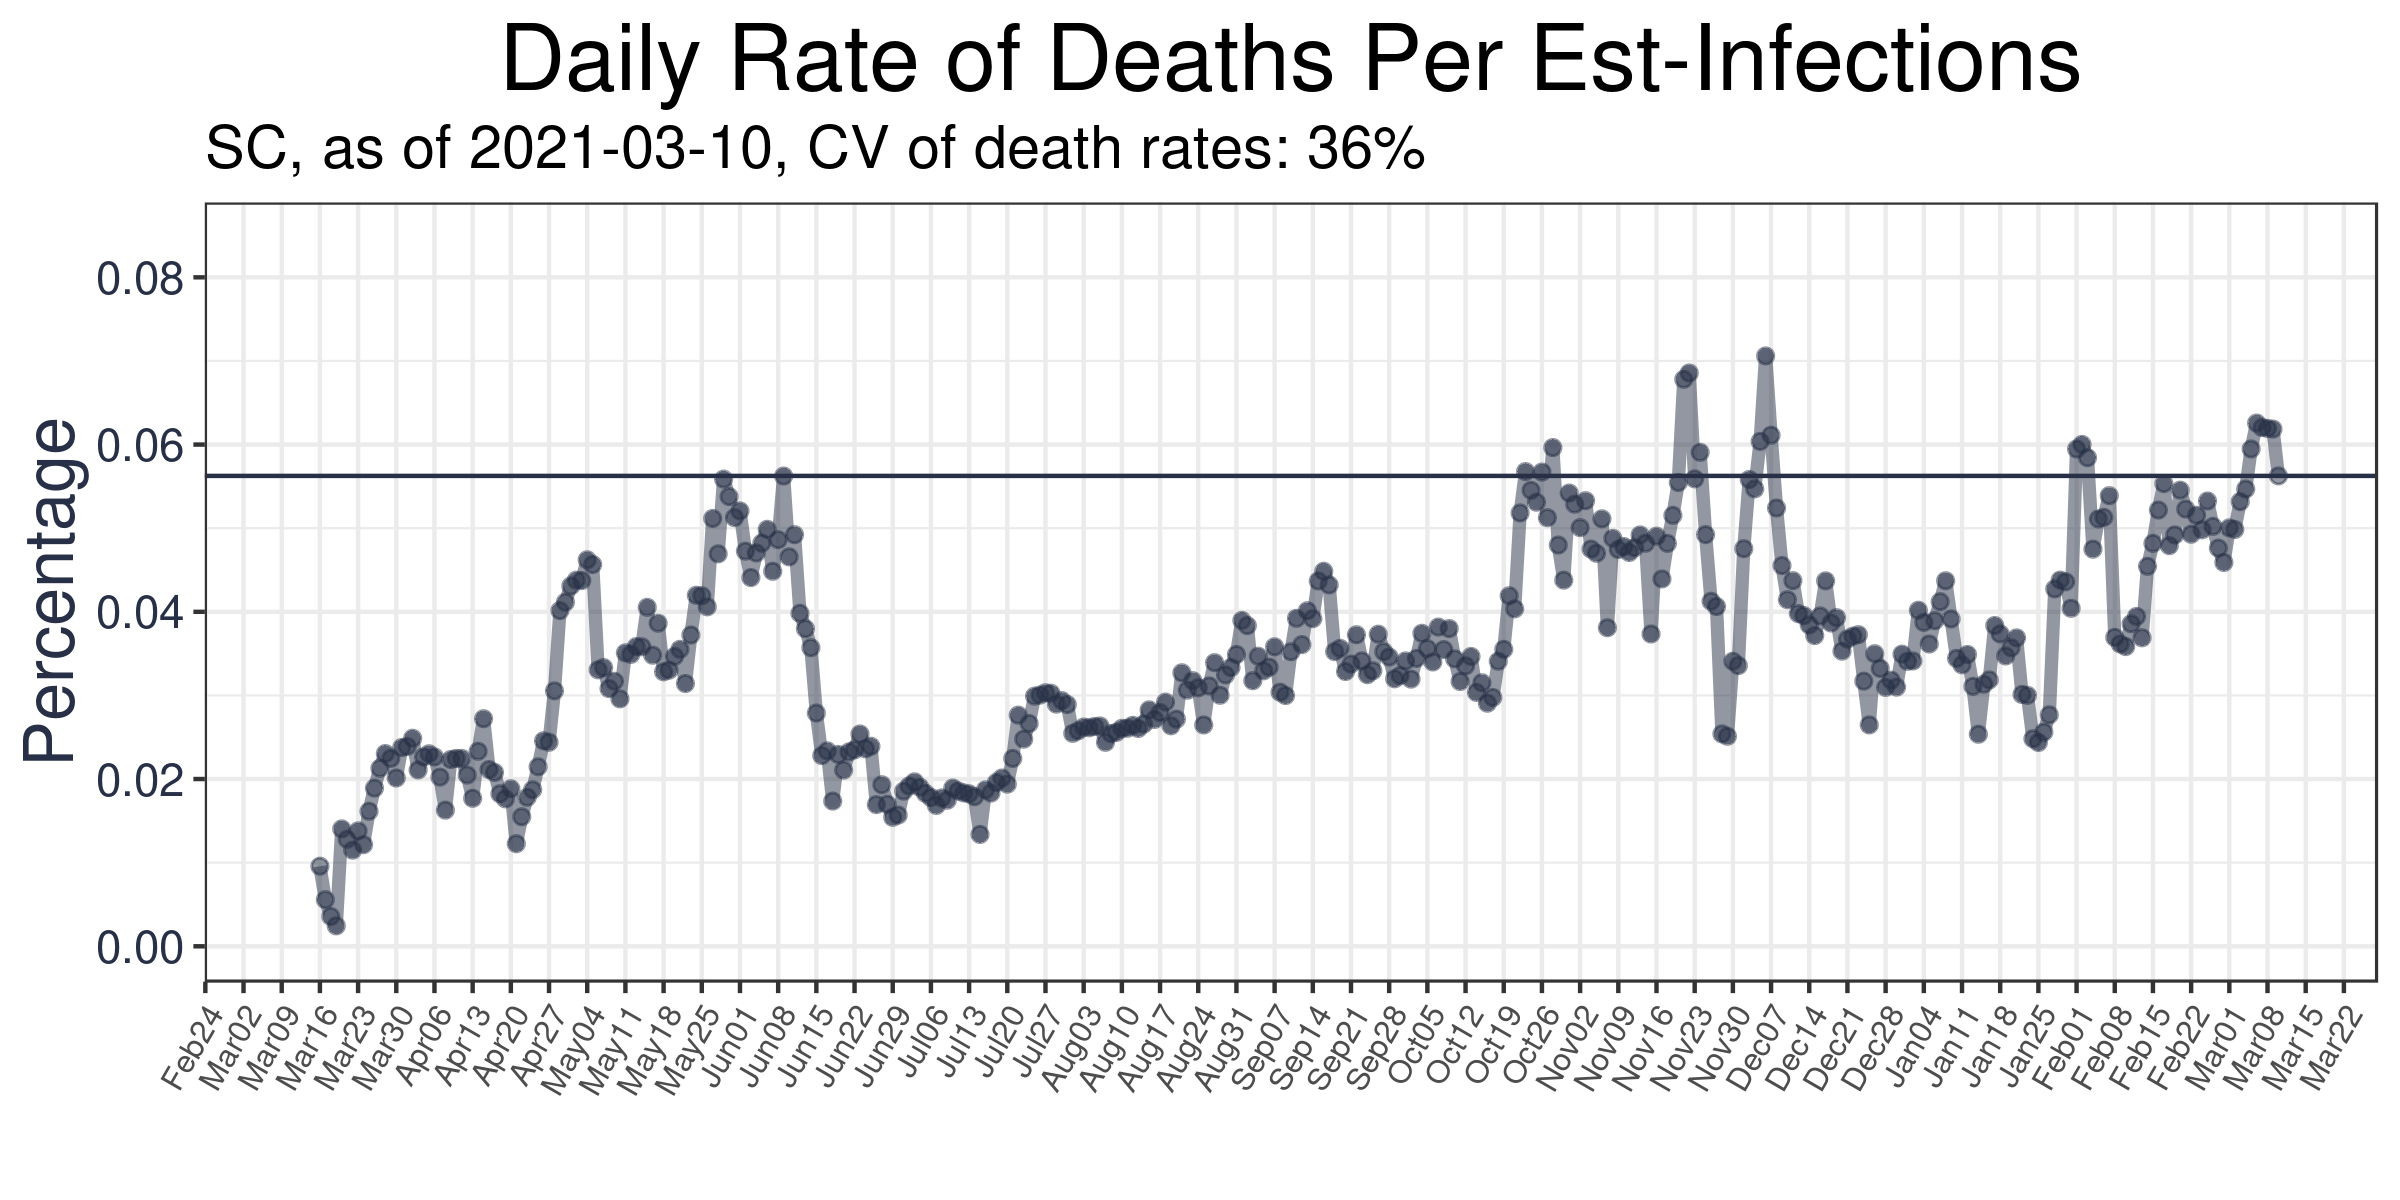 Daily Rate of Deaths Per Est-Infections
SC, as of 2021-03-10, CV of death rates: 36%
Percentage
0.08
0.06
0.04
0.02
0.00
Feb24 Mar02 Mar09 Mar16 Mar23 Mar30 Apr06 Apr13 Apr20 Apr27 May04 May11 May18 May25 Jun01 Jun08 Jun15 Jun22 Jun29 Jul06 Jul13 Jul20 Jul27 Aug03 Aug10 Aug17 Aug24 Aug31 Sep07 Sep14 Sep21 Sep28 Oct05 Oct12 Oct19 Oct26 Nov02 Nov09 Nov16 Nov23 Nov30 Dec07 Dec14 Dec21 Dec28 Jan04 Jan11 Jan18 Jan25 Feb01 Feb08 Feb15 Feb22 Mar01 Mar08 Mar15 Mar22